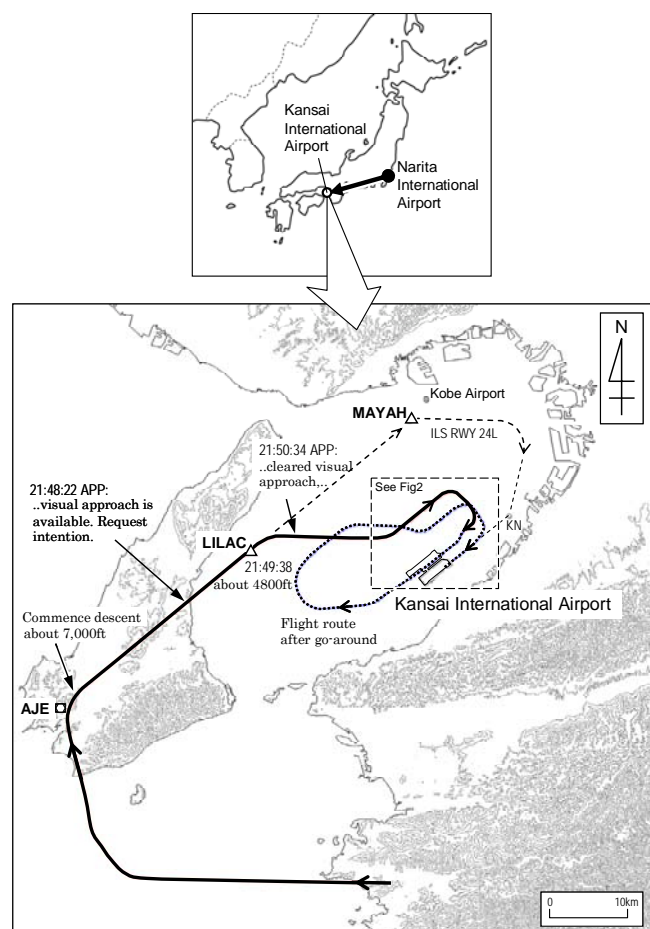 Kansai
International
Airport
Narita
International
Airport
N
Kobe Airport
MAYAH
ILS RWY 24L
21:50:34 APP:
..cleared visual
approach,..
21:48:22 APP:
..visual approach is
available. Request
intention.
See Fig2
LILAC
KN
21:49:38
about 4800ft
Kansai International Airport
Commence descent
about 7,000ft
Flight route
after go-around
AJE
0 10km